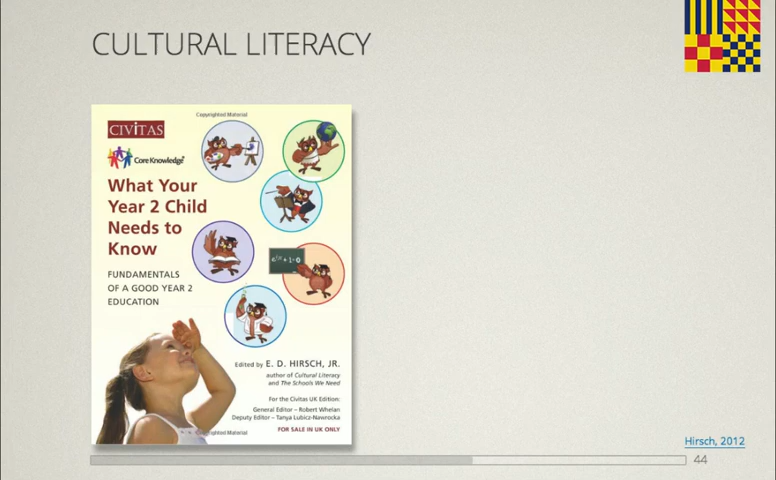 CULTURAL LITERACY
Copyrighted Material
CIVITAS
Core Knowledge®
What Your
Year 2 Child
Needs to
Know
FUNDAMENTALS
OF A GOOD YEAR 2
EDUCATION
Edited by E. D. HIRSCH, JR.
author of Cultural Literacy
and The Schools We Need
For the Civitas UK Edition:
General Editor – Robert Whelan
Deputy Editor – Tanya Lubicz-Nawrocka
FOR SALE IN UK ONLY
Copyrighted Material
Hirsch, 2012
44